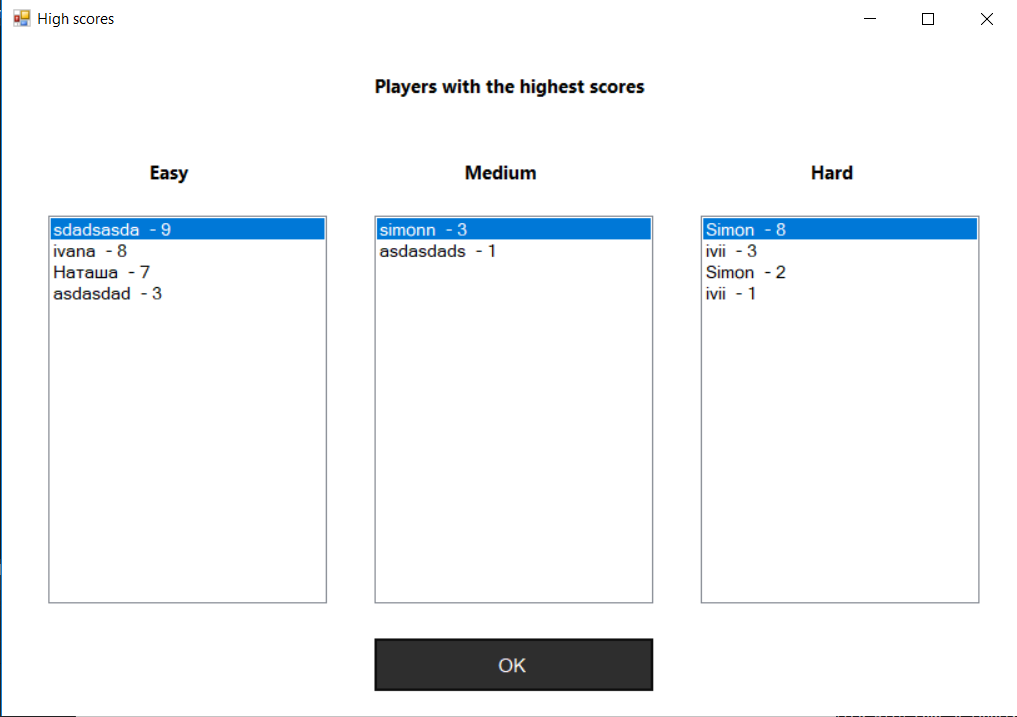 High scores
Players with the highest scores
Easy
Medium
Hard
sdadsasda - 9
ivana - 8
Наташа - 7
asdasdad - 3
simonn - 3
asdasdads - 1
Simon - 8
ivii - 3
Simon - 2
ivii - 1
OK